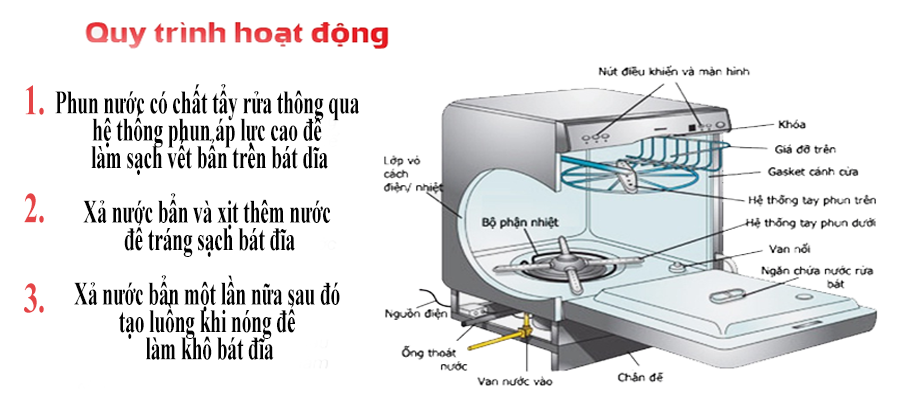 Quy trình hoạt động
1. Phun nước có chất tẩy rửa thông qua
hệ thống phun áp lực cao để
làm sạch vết bẩn trên bát dĩa
2. Xả nước bẩn và xịt thêm nước
để tráng sạch bát đĩa
3. Xả nước bẩn một lần nữa sau đó
tạo luồng khi nóng để
làm khô bát đĩa
Nút điều khiển và màn hình
Khóa
Giá đỡ trên
Gasket cánh cửa
Lớp vỏ
cách
điện/ nhiệt
Hệ thống tay phun trên
Bộ phận nhiệt
Hệ thống tay phun dưới
Van nổi
Ngăn chứa nước rửa
bát
Nguồn điện
Ống thoát
nước
Van nước vào
Chân đế